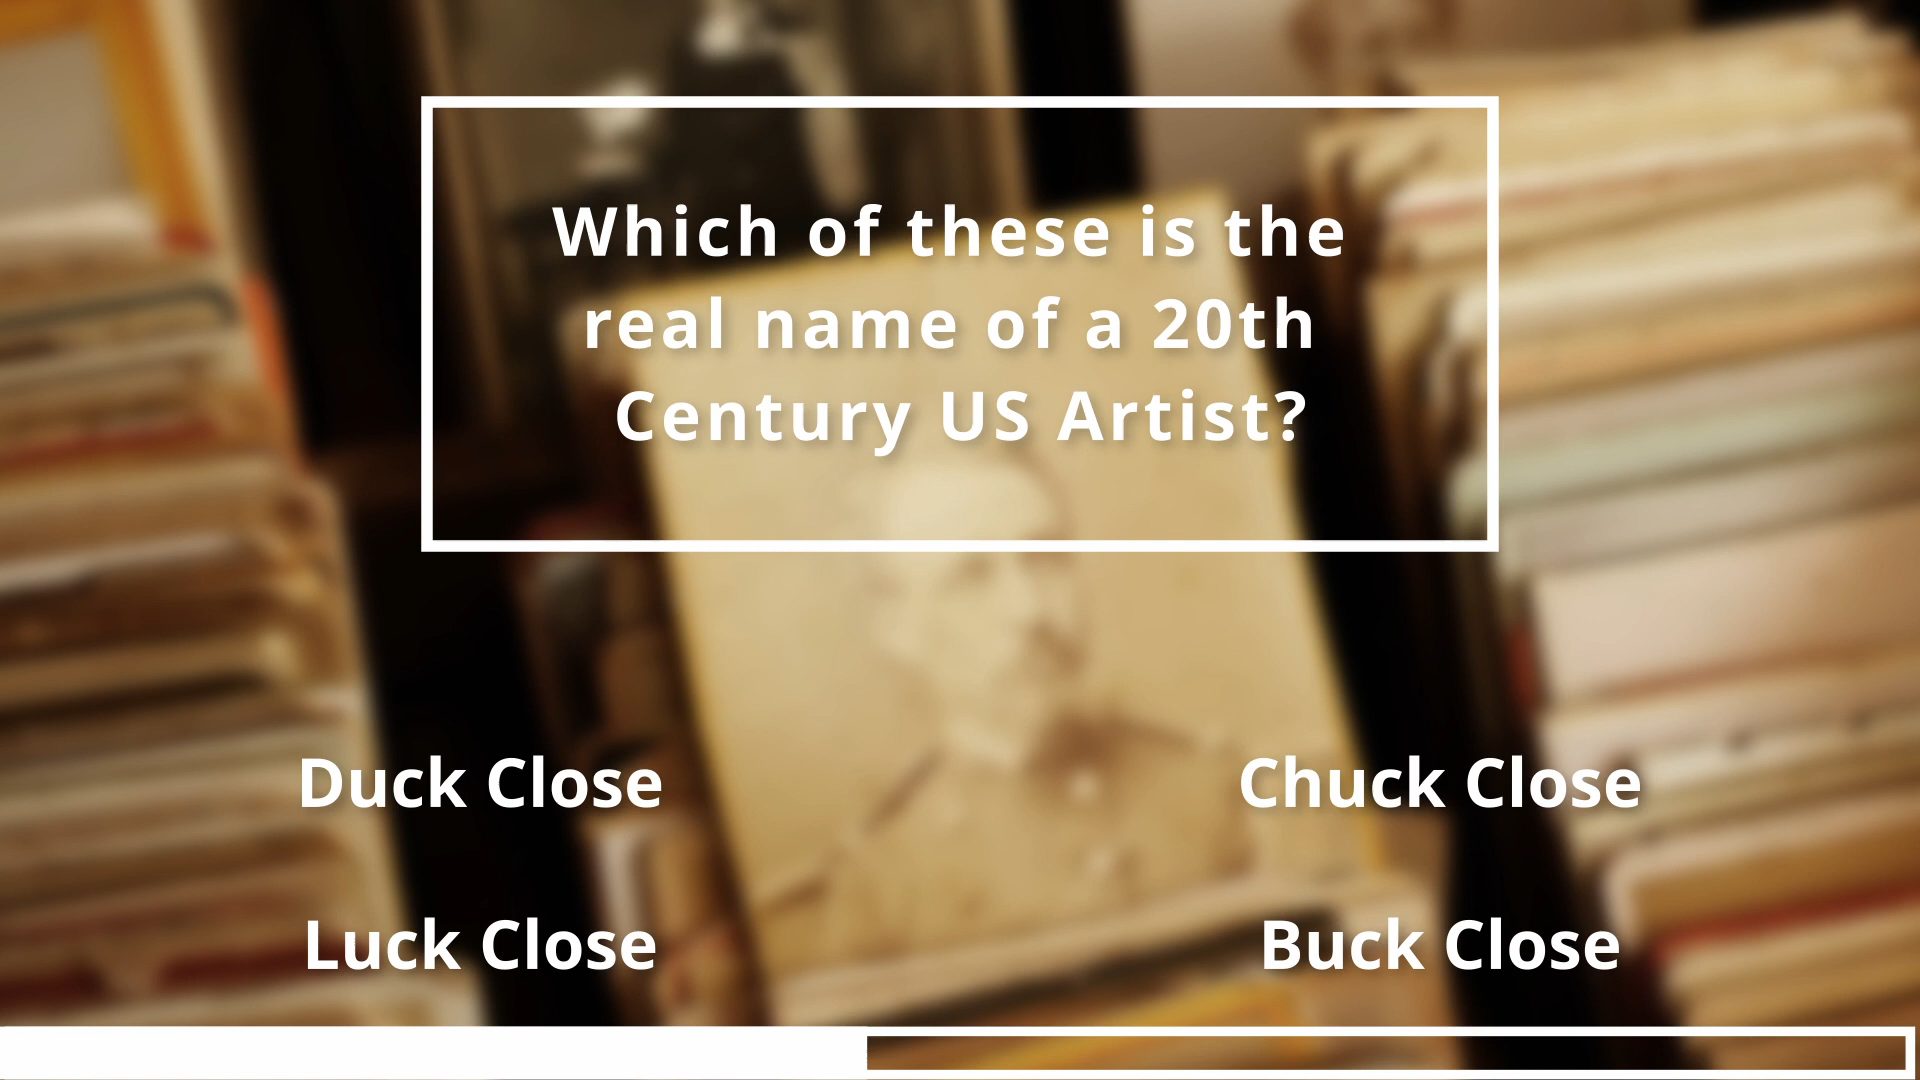 Which of these is the
real name of a 20th
Century US Artist?
Duck Close
Chuck Close
Luck Close
Buck Close